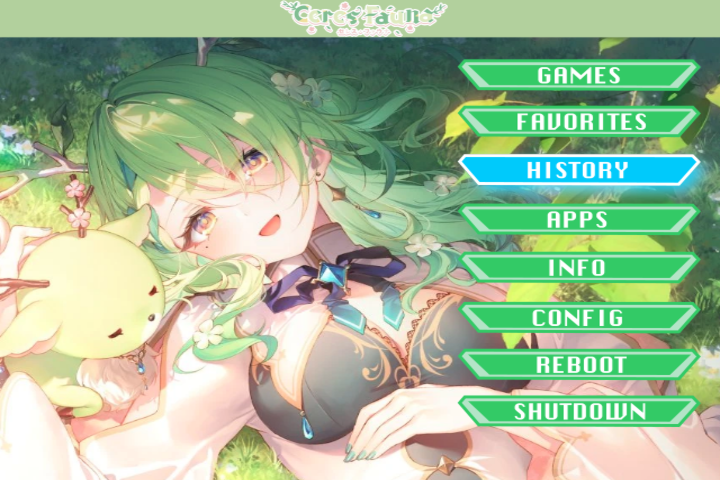 Ceres Fauna
GAMES
FAVORITES
HISTORY
APPS
INFO
CONFIG
REBOOT
SHUTDOWN